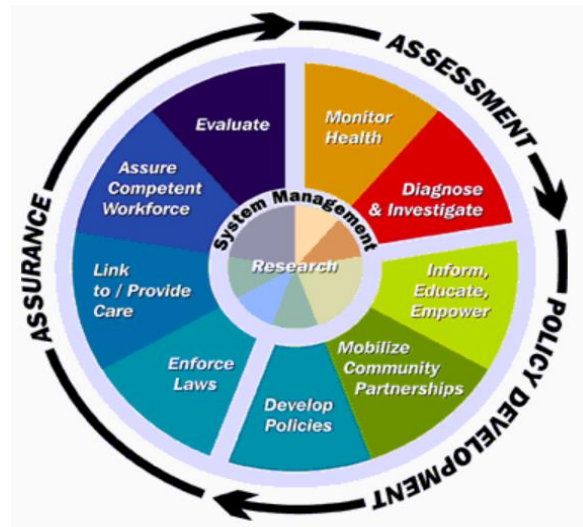 ASSESSMENT
POLICY DEVELOPMENT
ASSURANCE
Monitor
Health
Diagnose
& Investigate
Inform,
Educate,
Empower
Mobilize
Community
Partnerships
Develop
Policies
Enforce
Laws
Link
to / Provide
Care
Assure
Competent
Workforce
Evaluate
System Management
Research